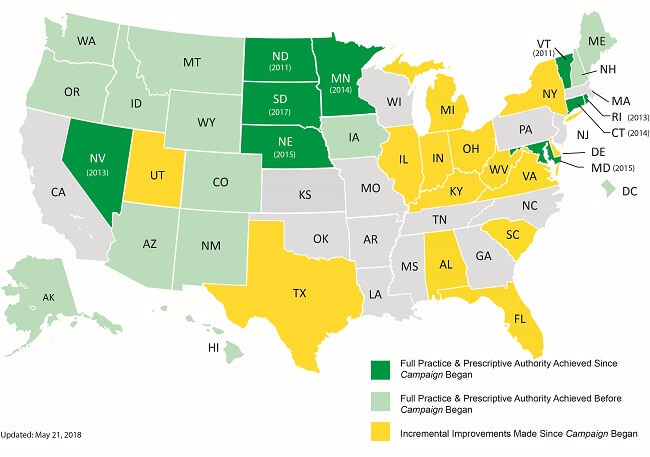 WA
MT
ND
(2011)
MN
(2014)
VT
(2011)
ME
NH
OR
ID
SD
(2017)
WI
MI
NY
MA
RI (2013)
CT (2014)
WY
NE
(2015)
IA
PA
NJ
NV
(2013)
UT
CO
IL
IN
OH
WV
VA
DE
MD (2015)
CA
KS
MO
KY
DC
AZ
NM
OK
AR
TN
NC
SC
MS
AL
GA
TX
LA
FL
AK
HI
Full Practice & Prescriptive Authority Achieved Since
Campaign Began
Full Practice & Prescriptive Authority Achieved Before
Campaign Began
Incremental Improvements Made Since Campaign Began
Updated: May 21, 2018